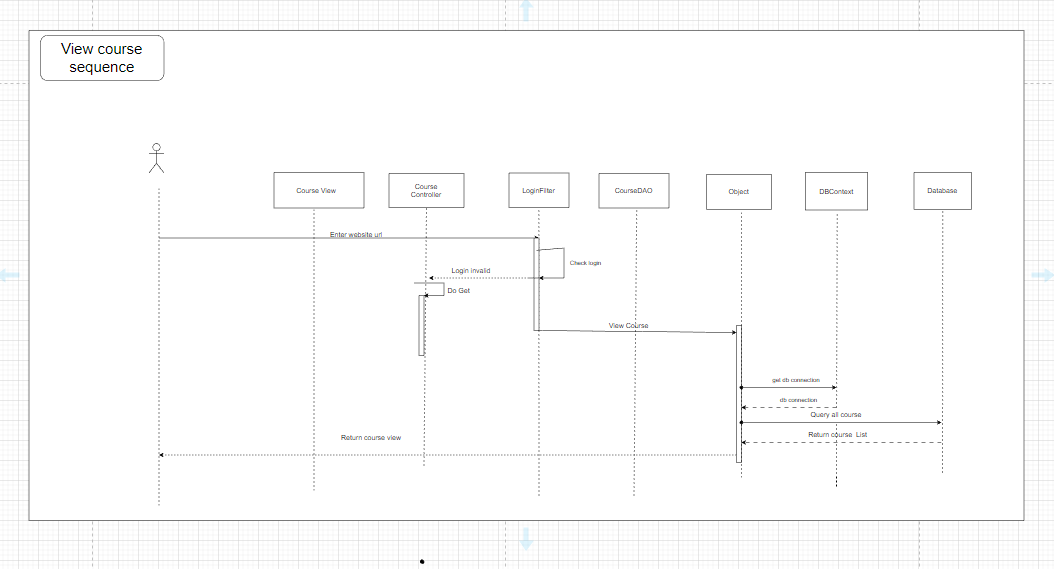 View course
sequence
Course View
Course
Controller
LoginFilter
CourseDAO
Object
DBContext
Database
Enter website url
Check login
Login invalid
Do Get
View Course
get db connection
db connection
Query all course
Return course List
Return course view